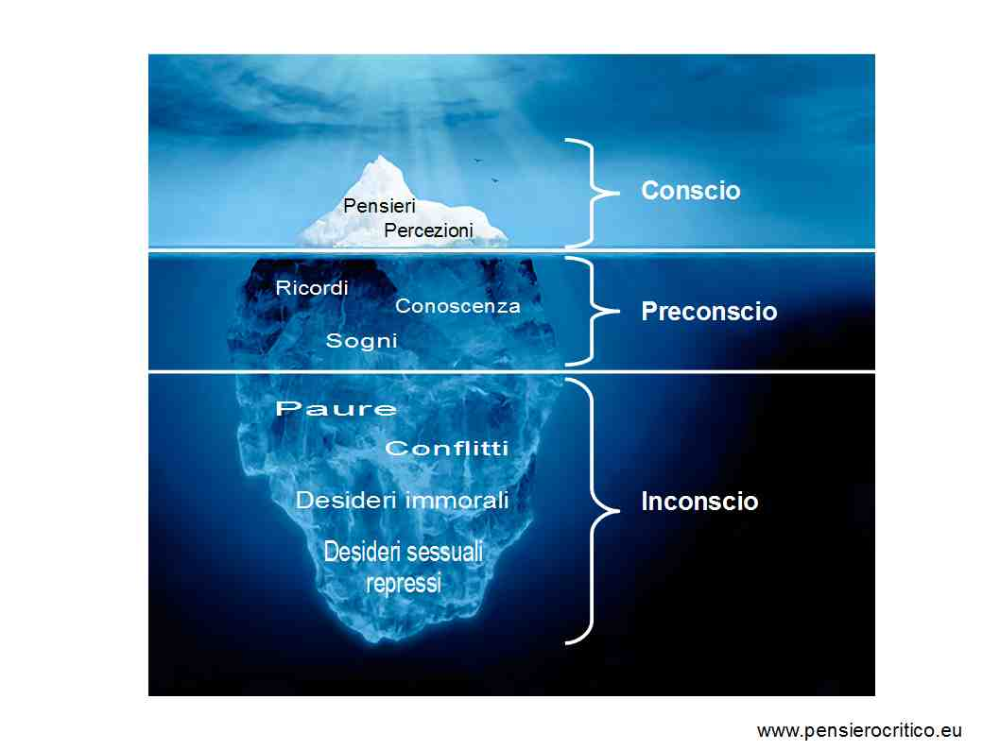 Conscio
Pensieri
Percezioni
Ricordi
Conoscenza
Preconscio
Sogni
Paure
Conflitti
Desideri immorali
Inconscio
Desideri sessuali
repressi
www.pensierocritico.eu